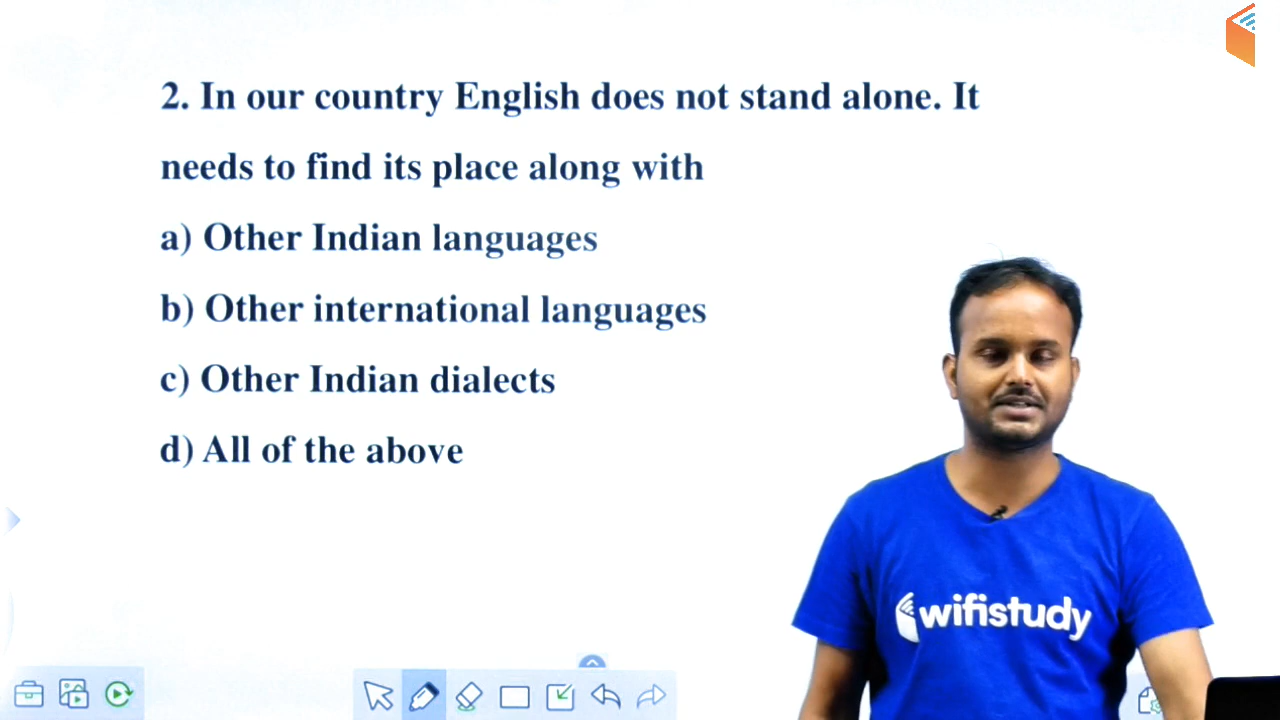 2. In our country English does not stand alone. It
needs to find its place along with
a) Other Indian languages
b) Other international languages
c) Other Indian dialects
d) All of the above
wifistudy